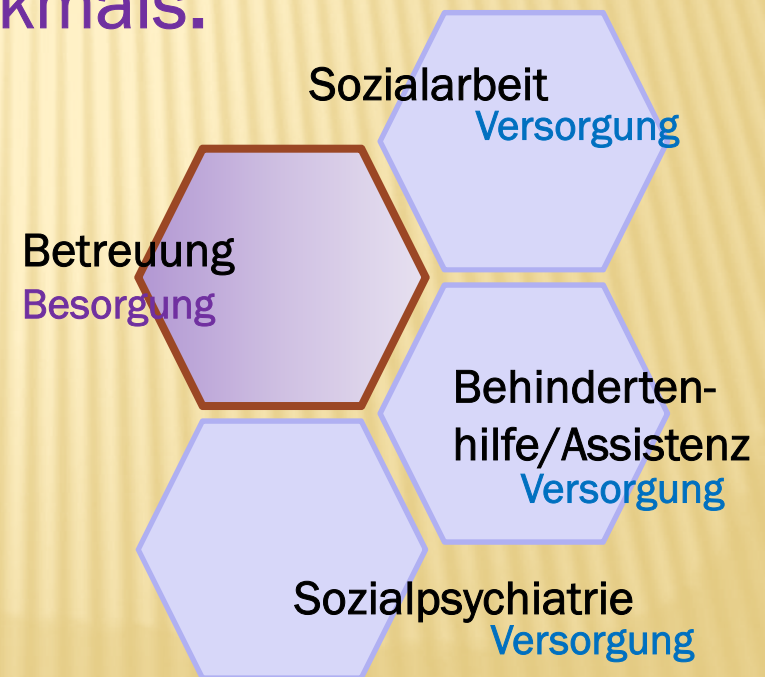 kmals.
Sozialarbeit
Versorgung
Betreuung
Besorgung
Behinderten-
hilfe/Assistenz
Versorgung
Sozialpsychiatrie
Versorgung